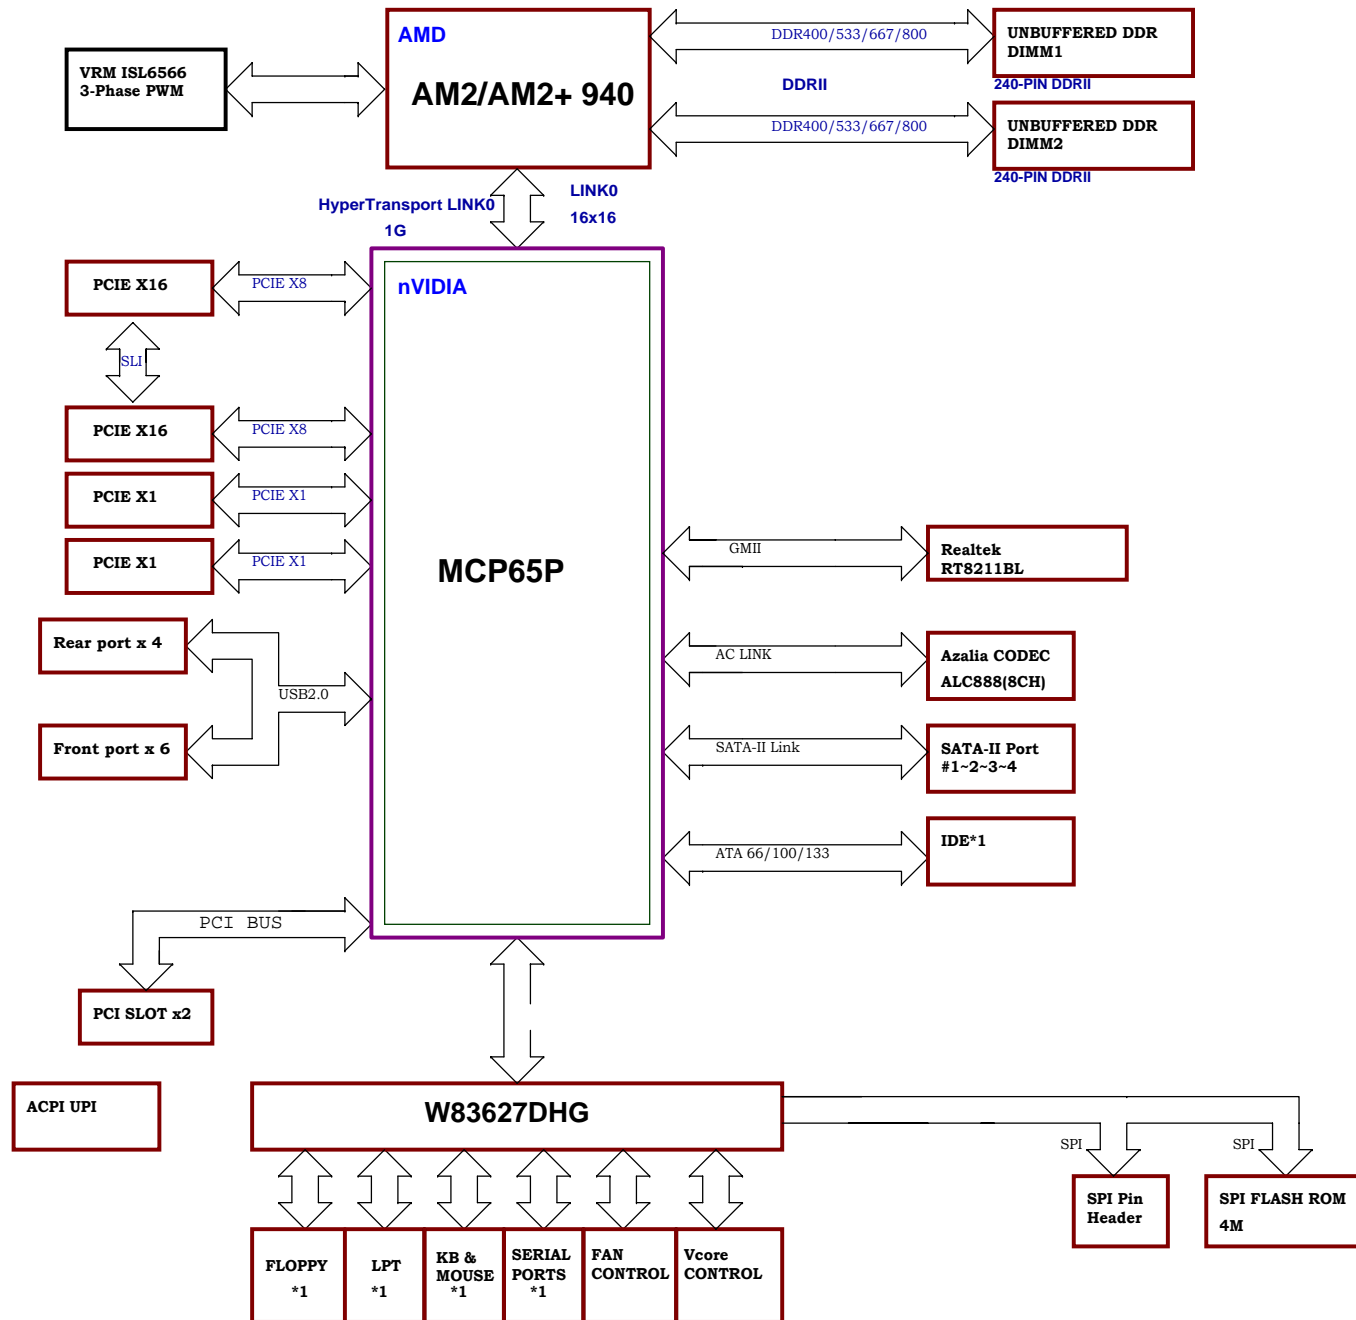 AMD
AM2/AM2+ 940
VRM ISL6566
3-Phase PWM
DDR400/533/667/800
UNBUFFERED DDR
DIMM1
240-PIN DDRII
DDRII
DDR400/533/667/800
UNBUFFERED DDR
DIMM2
240-PIN DDRII
HyperTransport LINK0
1G
LINK0
16x16
nVIDIA
MCP65P
PCIE X16
PCIE X8
SLI
PCIE X16
PCIE X8
PCIE X1
PCIE X1
PCIE X1
PCIE X1
Rear port x 4
USB2.0
Front port x 6
GMII
Realtek
RT8211BL
AC LINK
Azalia CODEC
ALC888(8CH)
SATA-II Link
SATA-II Port
#1~2~3~4
ATA 66/100/133
IDE*1
PCI BUS
PCI SLOT x2
ACPI UPI
W83627DHG
SPI
SPI
SPI Pin
Header
SPI FLASH ROM
4M
FLOPPY
*1
LPT
*1
KB &
MOUSE
*1
SERIAL
PORTS
*1
FAN
CONTROL
Vcore
CONTROL